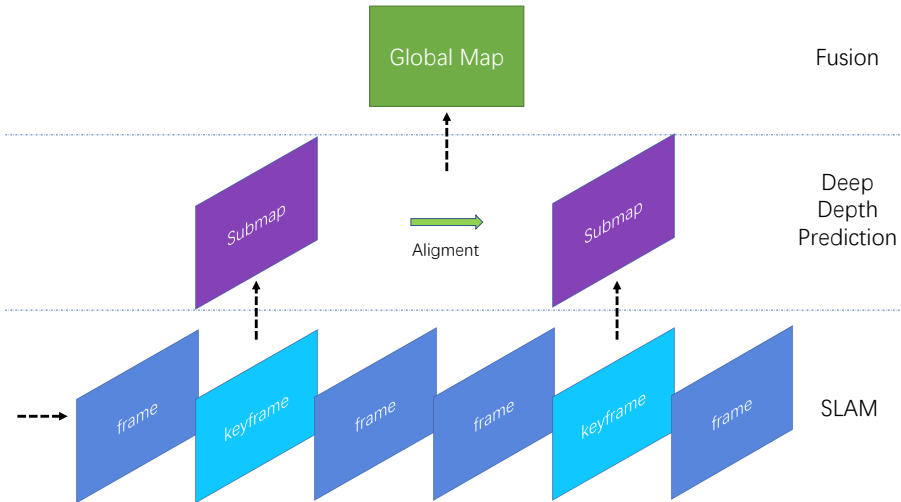 Global Map
Fusion
Submap
Submap
Deep
Depth
Prediction
Aligment
frame
keyframe
frame
frame
keyframe
frame
SLAM